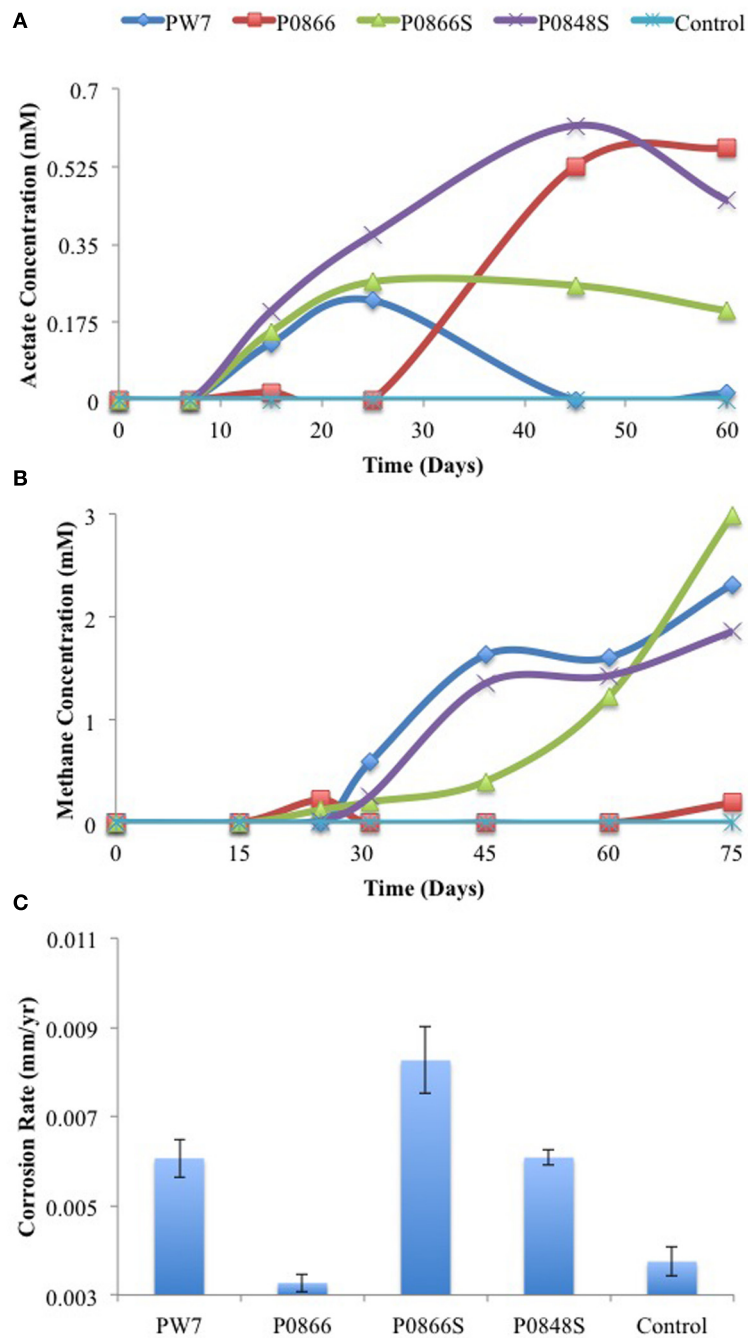 A
PW7 P0866 P0866S P0848S Control
Acetate Concentration (mM)
0.7
0.525
0.35
0.175
0
0 10 20 30 40 50 60
Time (Days)
B
Methane Concentration (mM)
3
2
1
0
0 15 30 45 60 75
Time (Days)
C
Corrosion Rate (mm/yr)
0.011
0.009
0.007
0.005
0.003
PW7 P0866 P0866S P0848S Control